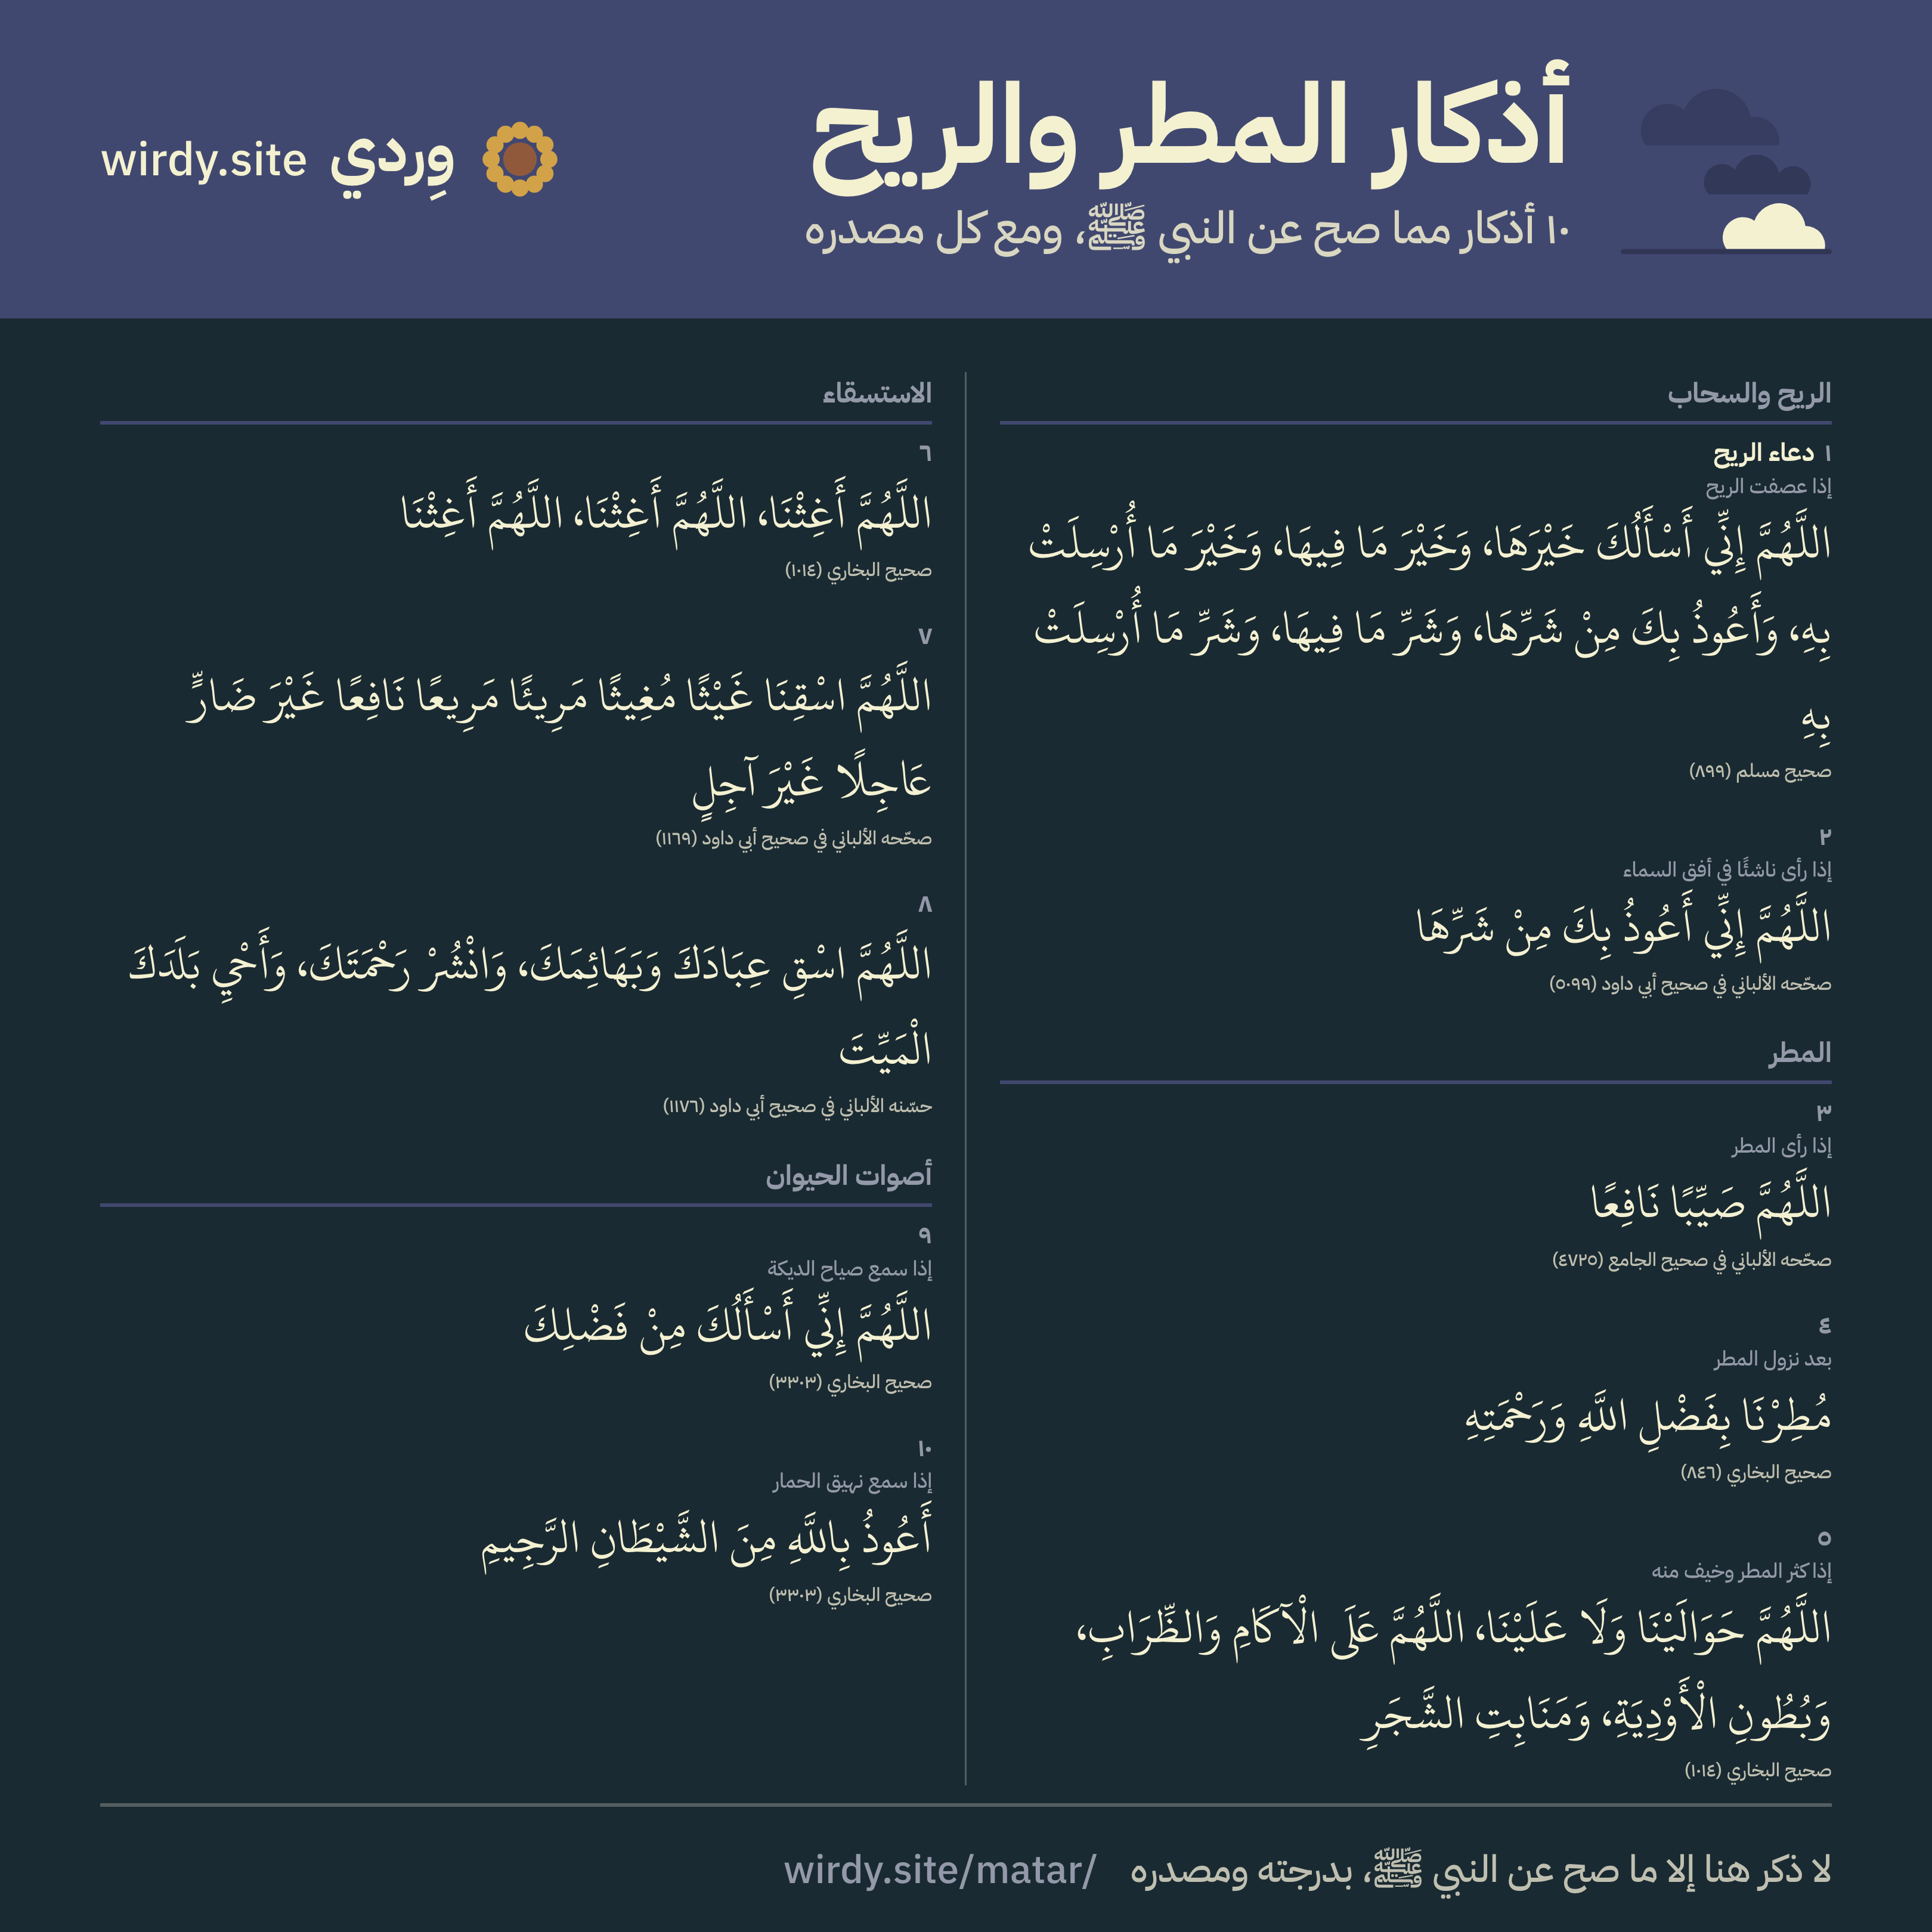 أذكار المطر والريح
١٠ أذكار مما صح عن النبي ﷺ، ومع كل مصدره
وِردي wirdy.site
الريح والسحاب
١ دعاء الريح
إذا عصفت الريح
اللَّهُمَّ إِنِّي أَسْأَلُكَ خَيْرَهَا، وَخَيْرَ مَا فِيهَا، وَخَيْرَ مَا أُرْسِلَتْ
بِهِ، وَأَعُوذُ بِكَ مِنْ شَرِّهَا، وَشَرِّ مَا فِيهَا، وَشَرِّ مَا أُرْسِلَتْ
بِهِ
صحيح مسلم (٨٩٩)
٢
إذا رأى ناشئًا في أفق السماء
اللَّهُمَّ إِنِّي أَعُوذُ بِكَ مِنْ شَرِّهَا
صحّحه الألباني في صحيح أبي داود (٥٠٩٩)
المطر
٣
إذا رأى المطر
اللَّهُمَّ صَيِّبًا نَافِعًا
صحّحه الألباني في صحيح الجامع (٤٧٢٥)
٤
بعد نزول المطر
مُطِرْنَا بِفَضْلِ اللَّهِ وَرَحْمَتِهِ
صحيح البخاري (٨٤٦)
٥
إذا كثر المطر وخيف منه
اللَّهُمَّ حَوَالَيْنَا وَلَا عَلَيْنَا، اللَّهُمَّ عَلَى الْآكَامِ وَالظِّرَابِ،
وَبُطُونِ الْأَوْدِيَةِ، وَمَنَابِتِ الشَّجَرِ
صحيح البخاري (١٠١٤)
الاستسقاء
٦
اللَّهُمَّ أَغِثْنَا، اللَّهُمَّ أَغِثْنَا، اللَّهُمَّ أَغِثْنَا
صحيح البخاري (١٠١٤)
٧
اللَّهُمَّ اسْقِنَا غَيْثًا مُغِيثًا مَرِيئًا مَرِيعًا نَافِعًا غَيْرَ ضَارٍّ
عَاجِلًا غَيْرَ آجِلٍ
صحّحه الألباني في صحيح أبي داود (١١٦٩)
٨
اللَّهُمَّ اسْقِ عِبَادَكَ وَبَهَائِمَكَ، وَانْشُرْ رَحْمَتَكَ، وَأَحْيِ بَلَدَكَ
الْمَيِّتَ
حسّنه الألباني في صحيح أبي داود (١١٧٦)
أصوات الحيوان
٩
إذا سمع صياح الديكة
اللَّهُمَّ إِنِّي أَسْأَلُكَ مِنْ فَضْلِكَ
صحيح البخاري (٣٣٠٣)
١٠
إذا سمع نهيق الحمار
أَعُوذُ بِاللَّهِ مِنَ الشَّيْطَانِ الرَّجِيمِ
صحيح البخاري (٣٣٠٣)
لا ذكر هنا إلا ما صح عن النبي ﷺ، بدرجته ومصدره wirdy.site/matar/